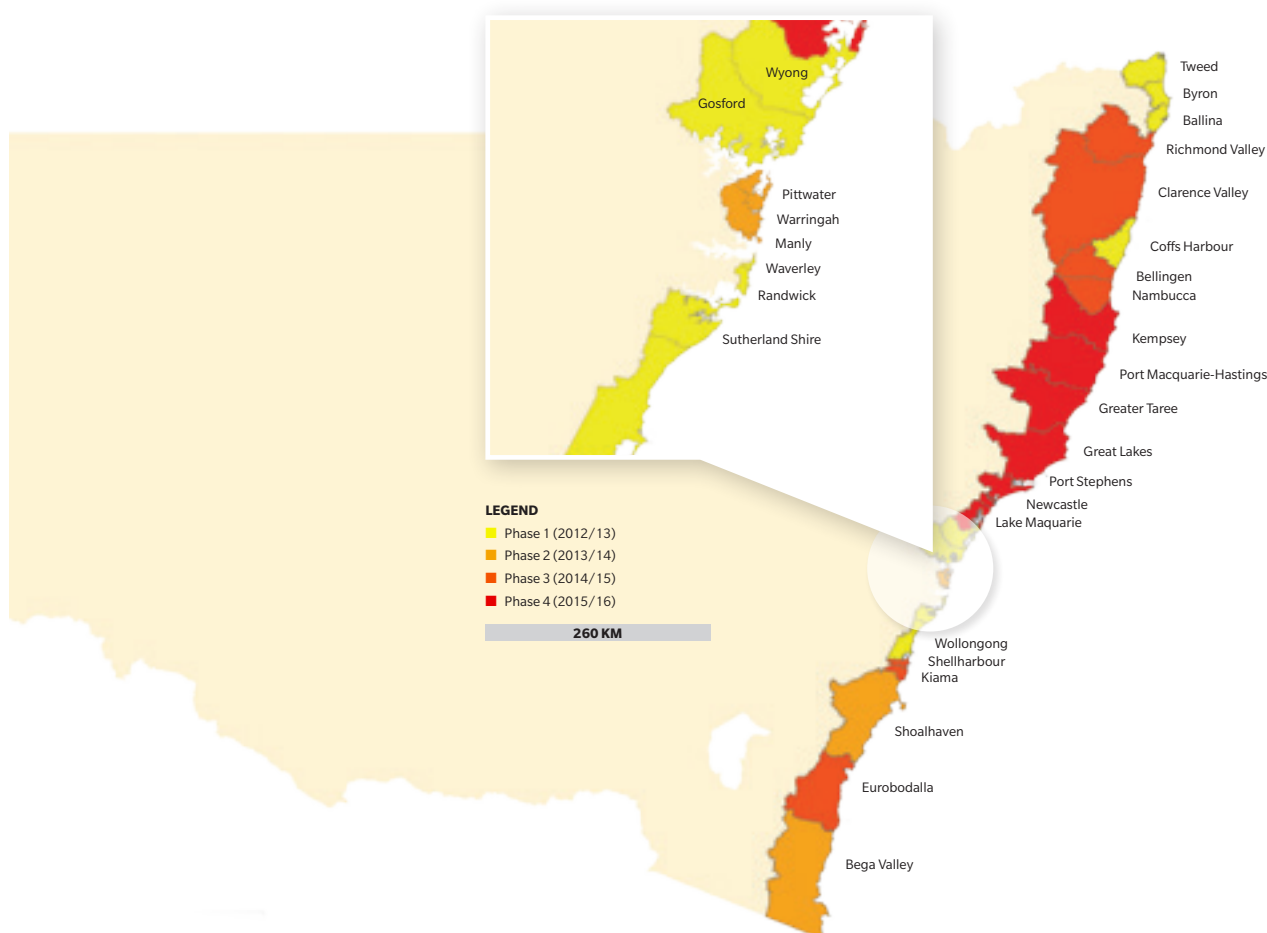 Wyong
Gosford
Pittwater
Warringah
Manly
Waverley
Randwick
Sutherland Shire
Tweed
Byron
Ballina
Richmond Valley
Clarence Valley
Coffs Harbour
Bellingen
Nambucca
Kempsey
Port Macquarie-Hastings
Greater Taree
Great Lakes
Port Stephens
Newcastle
Lake Maquarie
LEGEND
Phase 1 (2012/13)
Phase 2 (2013/14)
Phase 3 (2014/15)
Phase 4 (2015/16)
260 KM
Wollongong
Shellharbour
Kiama
Shoalhaven
Eurobodalla
Bega Valley